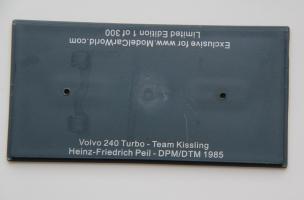 Exclusive for www.ModelCarWorld.com
Limited Edition 1 of 300
Volvo 240 Turbo - Team Kissling
Heinz-Friedrich Peil - DPM/DTM 1985